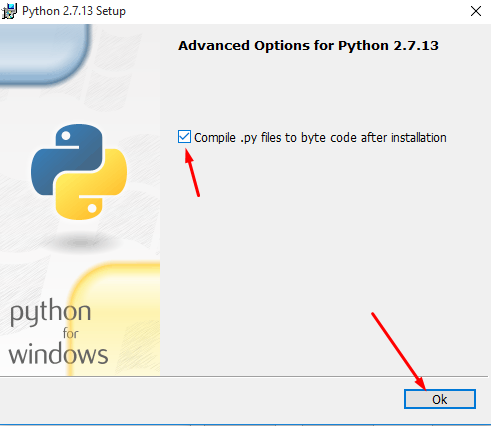 Python 2.7.13 Setup
Advanced Options for Python 2.7.13
Compile .py files to byte code after installation
python
for
windows
Ok